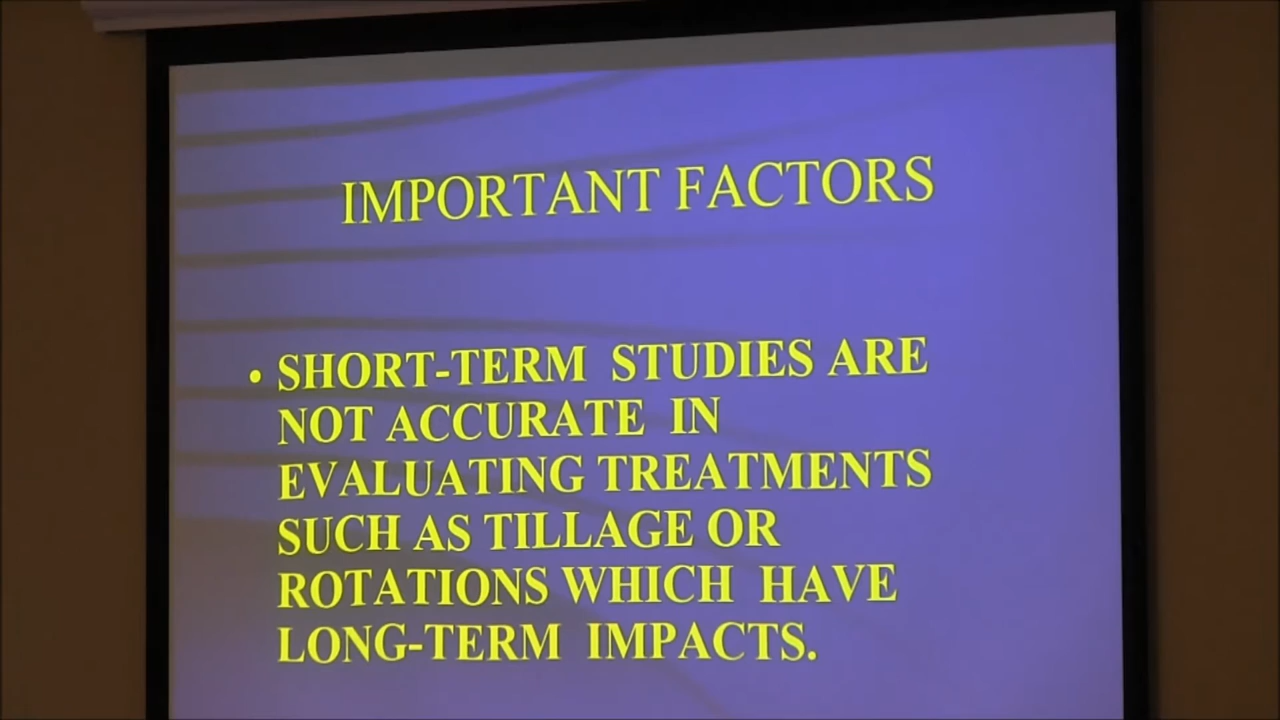 IMPORTANT FACTORS
• SHORT-TERM STUDIES ARE
NOT ACCURATE IN
EVALUATING TREATMENTS
SUCH AS TILLAGE OR
ROTATIONS WHICH HAVE
LONG-TERM IMPACTS.